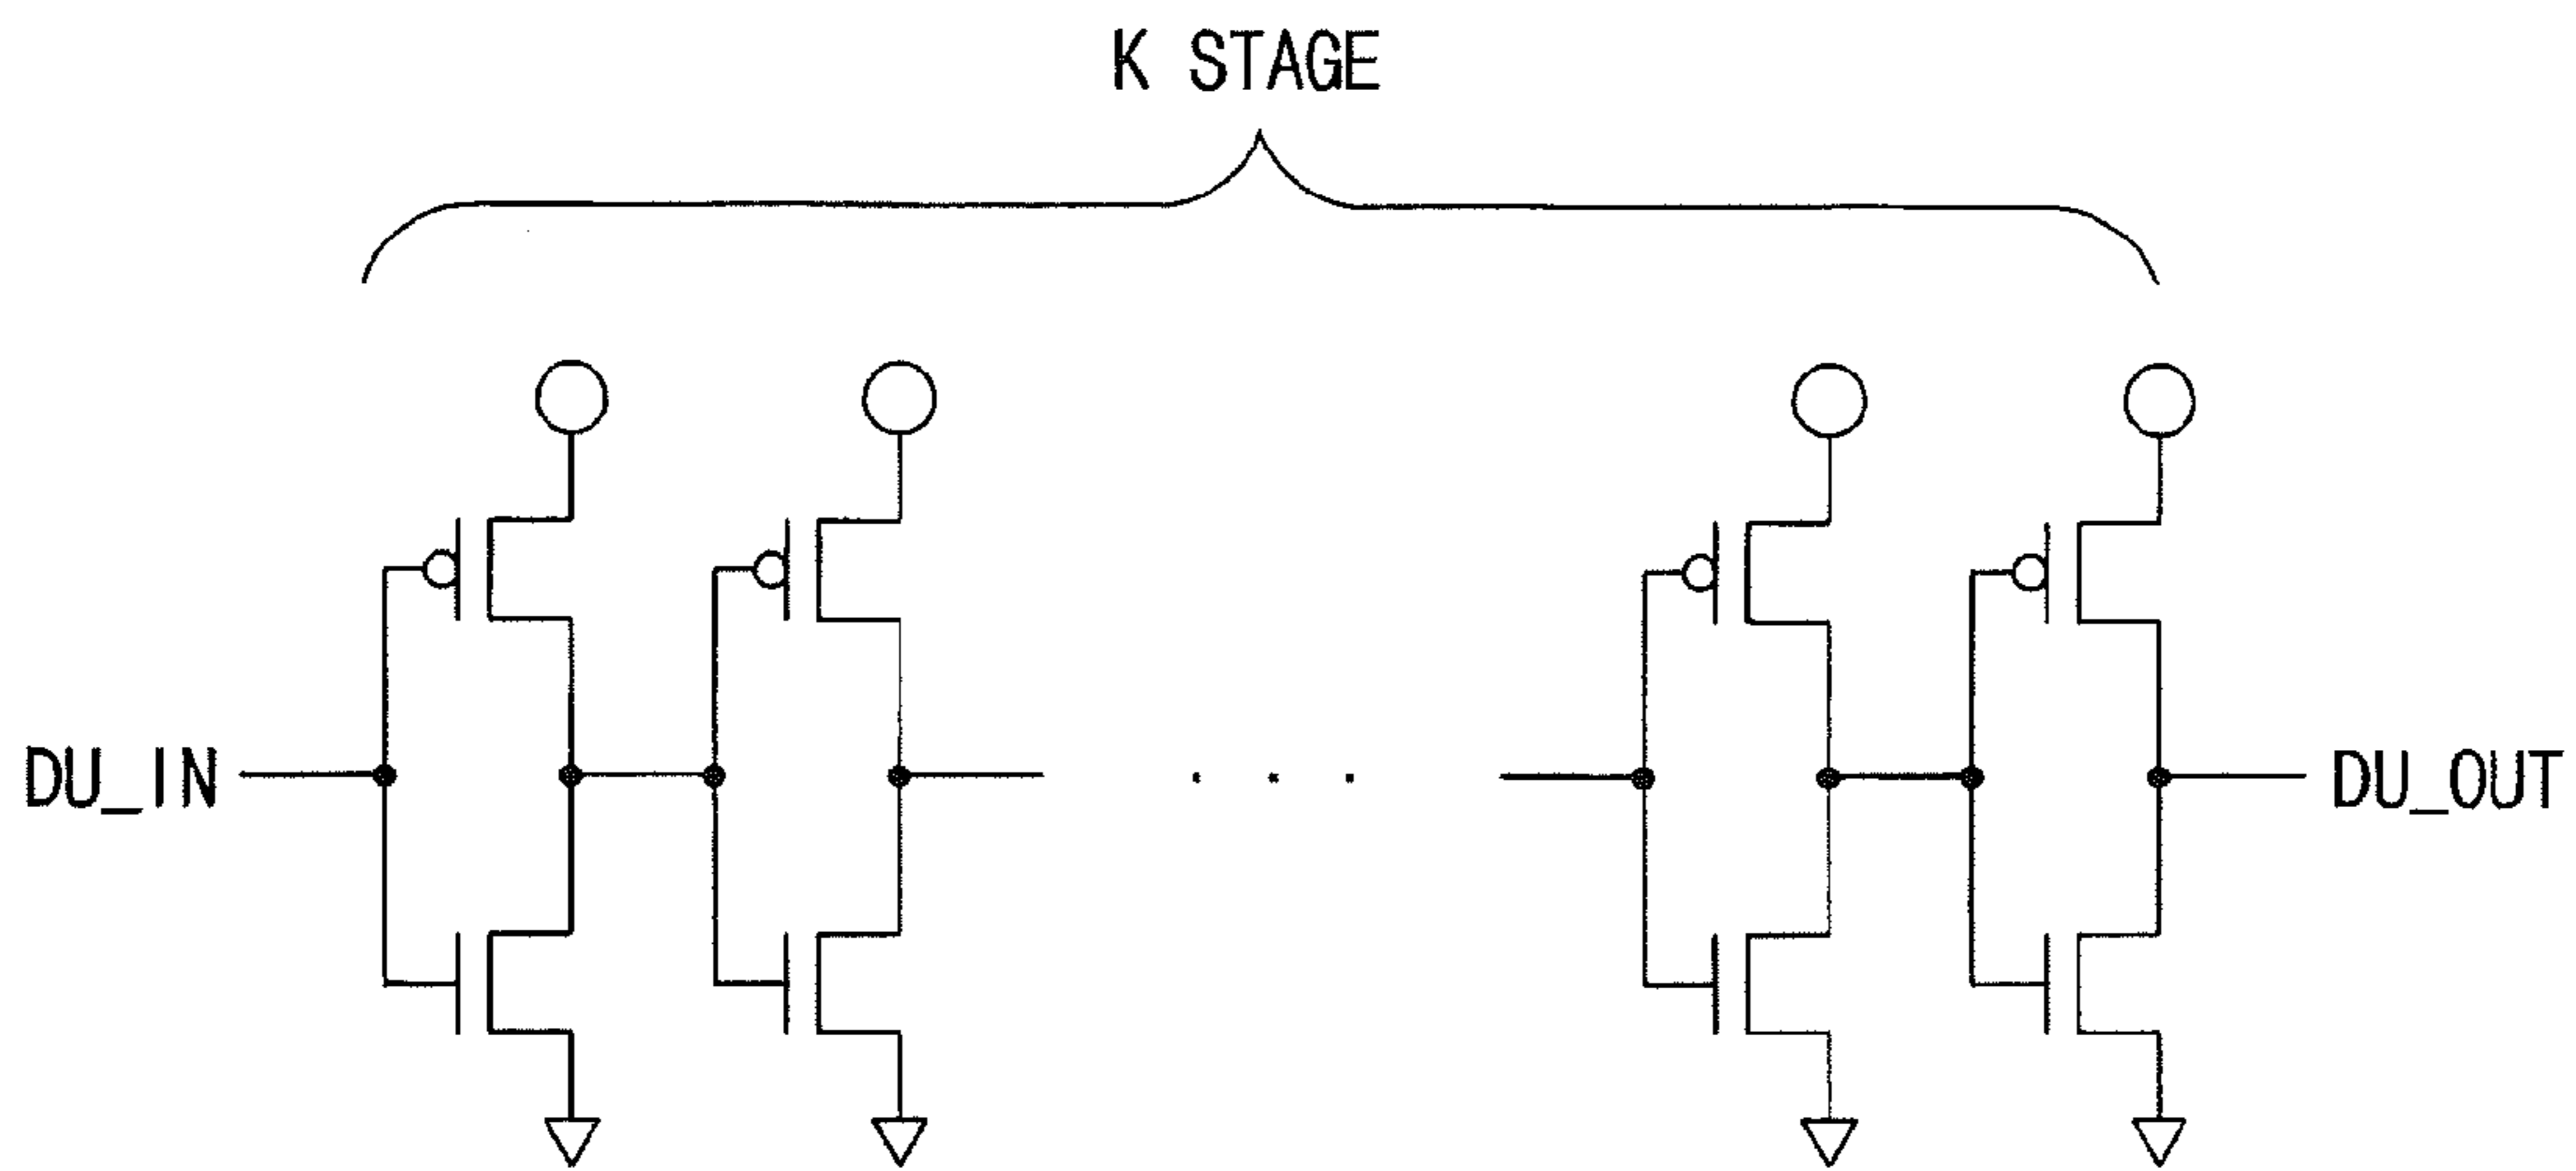 K STAGE
DU_IN
. . .
DU_OUT